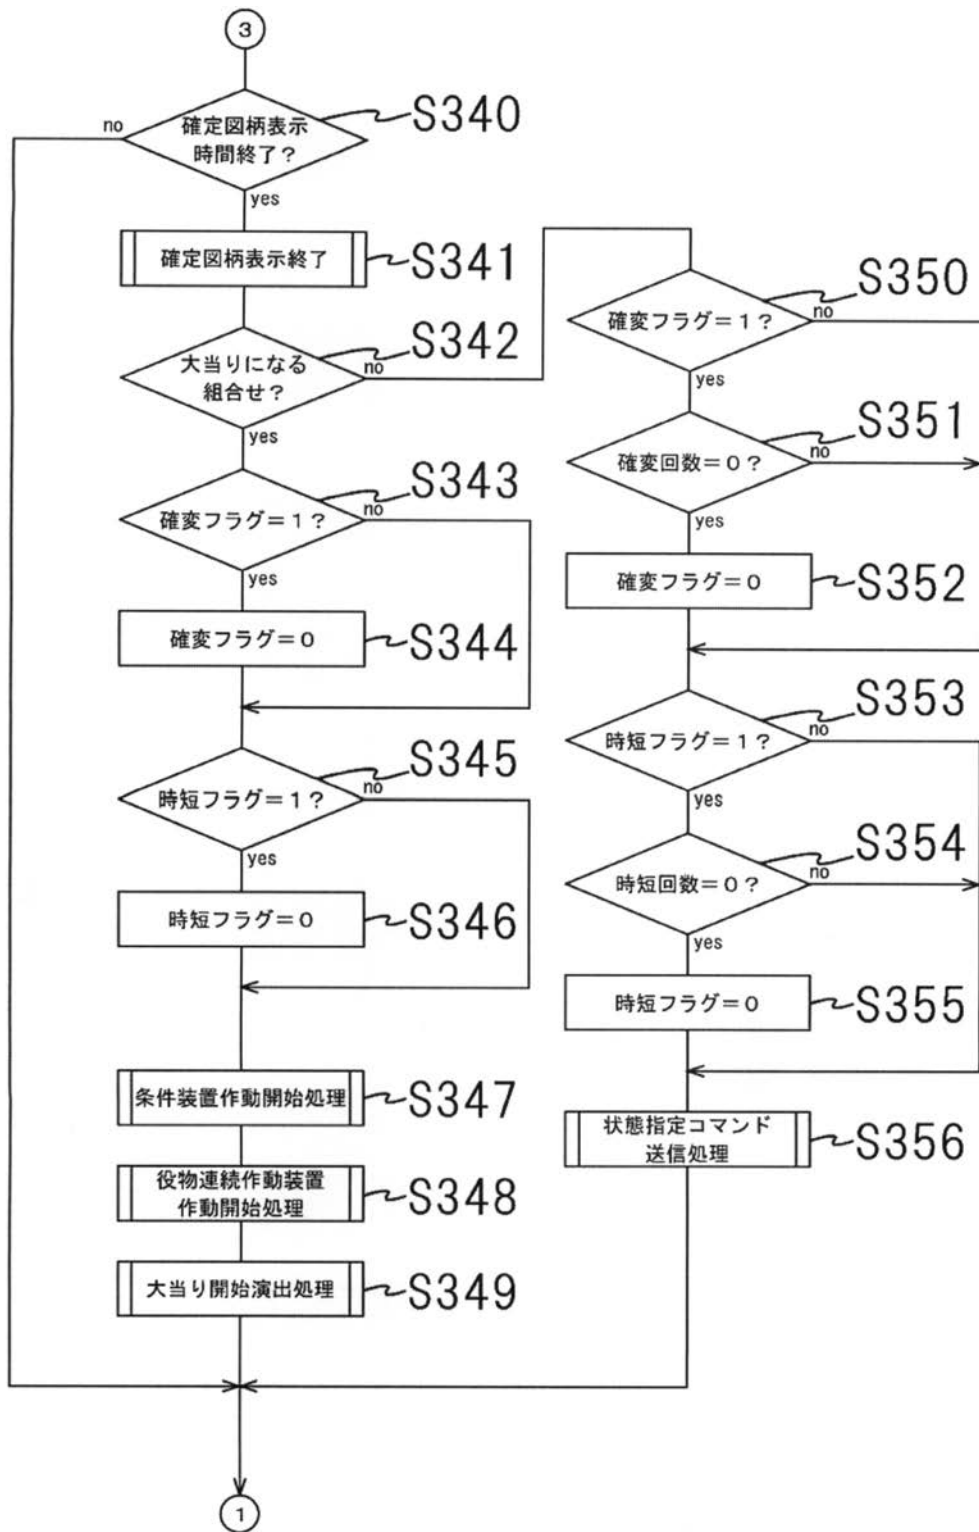 3
確定図柄表示
時間終了？
S340
no
yes
確定図柄表示終了
S341
大当りになる
組合せ？
S342
no
yes
確変フラグ＝１？
S343
no
yes
確変フラグ＝０
S344
時短フラグ＝１？
S345
no
yes
時短フラグ＝０
S346
条件装置作動開始処理
S347
役物連続作動装置
作動開始処理
S348
大当り開始演出処理
S349
確変フラグ＝１？
S350
no
yes
確変回数＝０？
S351
no
yes
確変フラグ＝０
S352
時短フラグ＝１？
S353
no
yes
時短回数＝０？
S354
no
yes
時短フラグ＝０
S355
状態指定コマンド
送信処理
S356
1